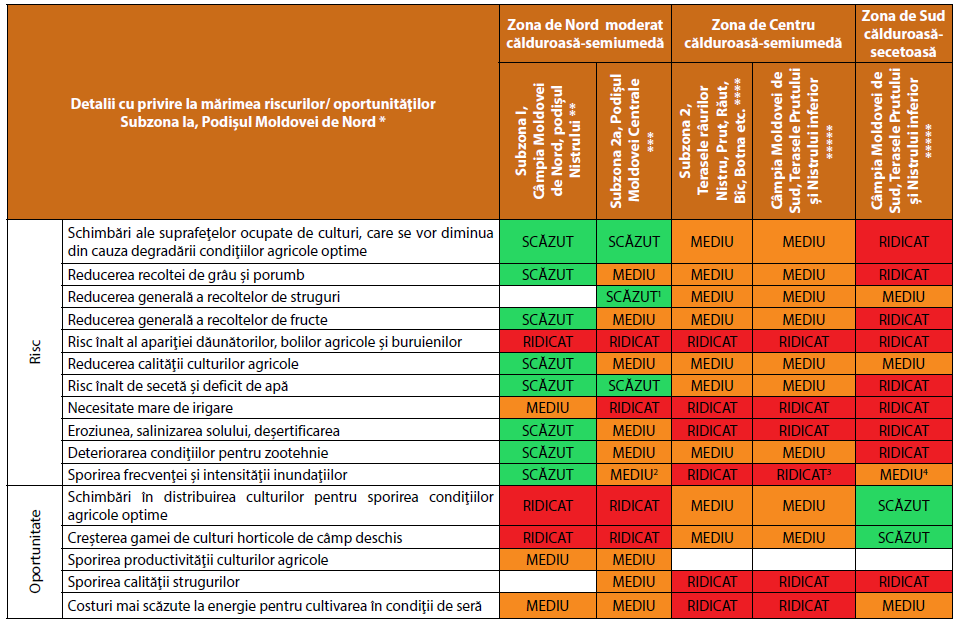 Detalii cu privire la mărimea riscurilor/ oportunităților
Subzona Ia, Podișul Moldovei de Nord *
Zona de Nord moderat
călduroasă-semiumedă
Zona de Centru
călduroasă-semiumedă
Zona de Sud
călduroasă-
secetoasă
Subzona I,
Câmpia Moldovei
de Nord, podișul
Nistrului **
Subzona 2a, Podișul
Moldovei Centrale
***
Subzona 2,
Terasele râurilor
Nistru, Prut, Răut,
Bîc, Botna etc. ****
Câmpia Moldovei de
Sud, Terasele Prutului
și Nistrului inferior
*****
Câmpia Moldovei de
Sud, Terasele Prutului
și Nistrului inferior
*****
Risc
Schimbări ale suprafețelor ocupate de culturi, care se vor diminua
din cauza degradării condițiilor agricole optime
SCĂZUT SCĂZUT MEDIU MEDIU RIDICAT
Reducerea recoltei de grâu și porumb SCĂZUT MEDIU MEDIU MEDIU RIDICAT
Reducerea generală a recoltelor de struguri SCĂZUT¹ MEDIU MEDIU MEDIU
Reducerea generală a recoltelor de fructe SCĂZUT MEDIU MEDIU MEDIU RIDICAT
Risc înalt al apariției dăunătorilor, bolilor agricole și buruienilor RIDICAT RIDICAT RIDICAT RIDICAT RIDICAT
Reducerea calității culturilor agricole SCĂZUT MEDIU MEDIU MEDIU MEDIU
Risc înalt de secetă și deficit de apă SCĂZUT SCĂZUT MEDIU MEDIU RIDICAT
Necesitate mare de irigare MEDIU RIDICAT RIDICAT RIDICAT RIDICAT
Eroziunea, salinizarea solului, deșertificarea SCĂZUT MEDIU RIDICAT RIDICAT RIDICAT
Deteriorarea condițiilor pentru zootehnie SCĂZUT MEDIU MEDIU MEDIU RIDICAT
Sporirea frecvenței și intensității inundațiilor SCĂZUT MEDIU² RIDICAT RIDICAT³ MEDIU⁴
Oportunitate
Schimbări în distribuirea culturilor pentru sporirea condițiilor
agricole optime
RIDICAT RIDICAT MEDIU MEDIU SCĂZUT
Creșterea gamei de culturi horticole de câmp deschis RIDICAT RIDICAT MEDIU MEDIU SCĂZUT
Sporirea productivității culturilor agricole MEDIU MEDIU
Sporirea calității strugurilor MEDIU RIDICAT RIDICAT RIDICAT
Costuri mai scăzute la energie pentru cultivarea în condiții de seră MEDIU MEDIU RIDICAT RIDICAT MEDIU